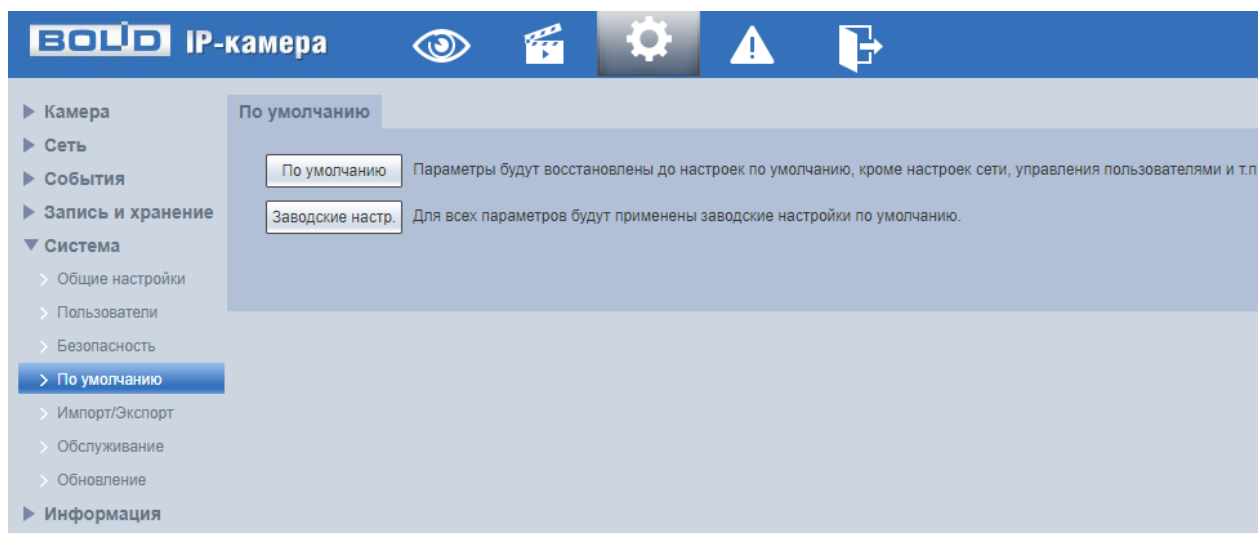 BOLID IP-камера
Камера
Сеть
События
Запись и хранение
Система
Общие настройки
Пользователи
Безопасность
По умолчанию
Импорт/Экспорт
Обслуживание
Обновление
Информация
По умолчанию
По умолчанию Параметры будут восстановлены до настроек по умолчанию, кроме настроек сети, управления пользователями и т.п
Заводские настр. Для всех параметров будут применены заводские настройки по умолчанию.